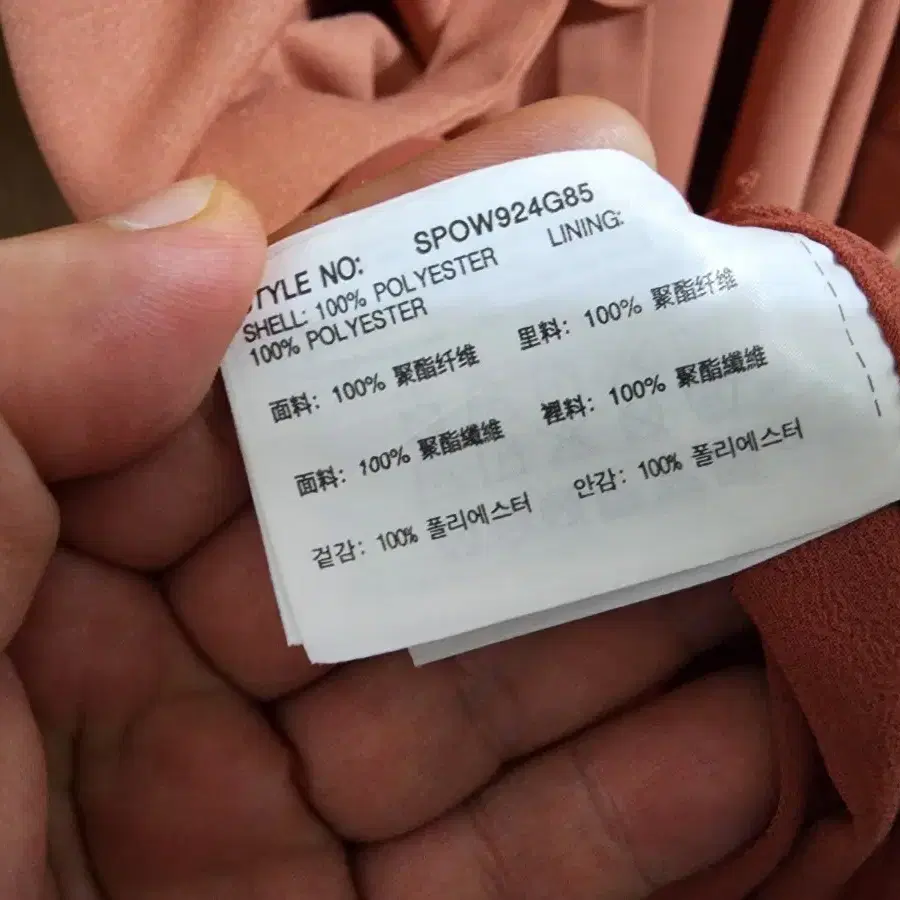 STYLE NO: SPOW924G85
SHELL: 100% POLYESTER LINING:
100% POLYESTER
面料: 100% 聚酯纤维 里料: 100% 聚酯纤维
面料: 100% 聚酯纖維 裡料: 100% 聚酯纖維
겉감: 100% 폴리에스터 안감: 100% 폴리에스터